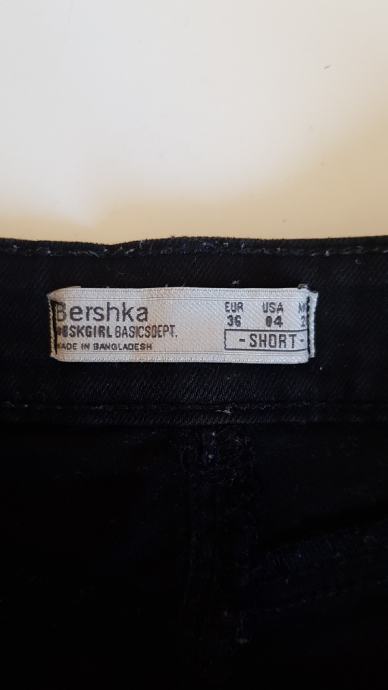 Bershka
#BSKGIRL BASICSDEPT.
MADE IN BANGLADESH
EUR USA
36 04
-SHORT-